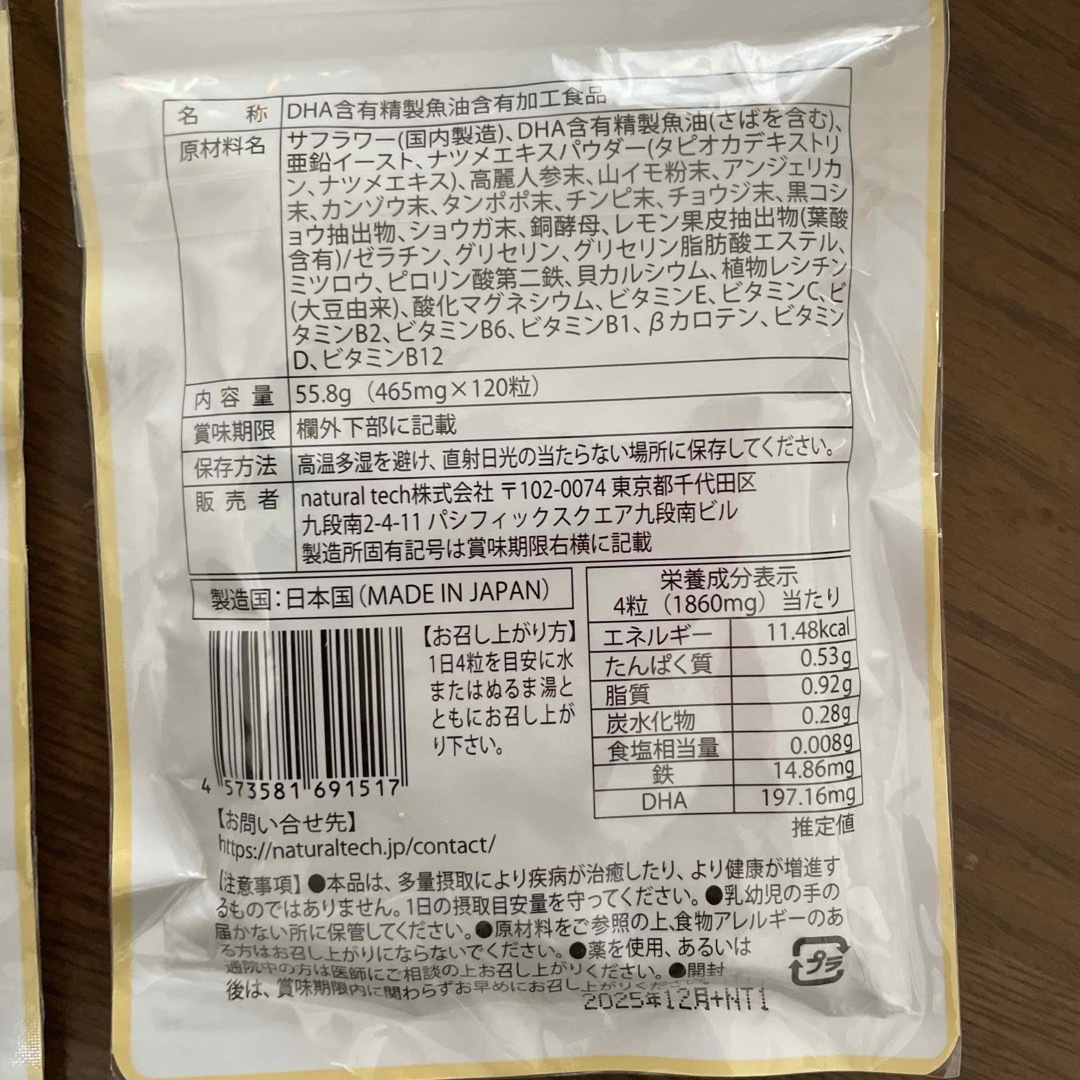 名称 DHA含有精製魚油含有加工食品
原材料名 サフラワー(国内製造)、DHA含有精製魚油(さばを含む)、
亜鉛イースト、ナツメエキスパウダー(タピオカデキストリ
ン、ナツメエキス)、高麗人参末、山イモ粉末、アンジェリカ
末、カンゾウ末、タンポポ末、チンピ末、チョウジ末、黒コシ
ョウ抽出物、ショウガ末、銅酵母、レモン果皮抽出物(葉酸
含有)/ゼラチン、グリセリン、グリセリン脂肪酸エステル、
ミツロウ、ピロリン酸第二鉄、貝カルシウム、植物レシチン
(大豆由来)、酸化マグネシウム、ビタミンE、ビタミンC、ビ
タミンB2、ビタミンB6、ビタミンB1、βカロテン、ビタミン
D、ビタミンB12
内容量 55.8g（465mg×120粒）
賞味期限 欄外下部に記載
保存方法 高温多湿を避け、直射日光の当たらない場所に保存してください。
販売者 natural tech株式会社 〒102-0074 東京都千代田区
九段南2-4-11 パシフィックスクエア九段南ビル
製造所固有記号は賞味期限右横に記載
製造国：日本国（MADE IN JAPAN）
【お召し上がり方】
1日4粒を目安に水
またはぬるま湯と
ともにお召し上が
り下さい。
栄養成分表示
4粒（1860mg）当たり
エネルギー 11.48kcal
たんぱく質 0.53g
脂質 0.92g
炭水化物 0.28g
食塩相当量 0.008g
鉄 14.86mg
DHA 197.16mg
推定値
4 573581 691517
【お問い合せ先】
https://naturaltech.jp/contact/
【注意事項】●本品は、多量摂取により疾病が治癒したり、より健康が増進す
るものではありません。1日の摂取目安量を守ってください。●乳幼児の手の
届かない所に保管してください。●原材料をご参照の上、食物アレルギーのあ
る方はお召し上がりにならないでください。●薬を使用、あるいは
通院中の方は医師にご相談の上お召し上がりください。●開封
後は、賞味期限内に関わらずお早めにお召し上がりください。
プラ
2025年12月+NT1